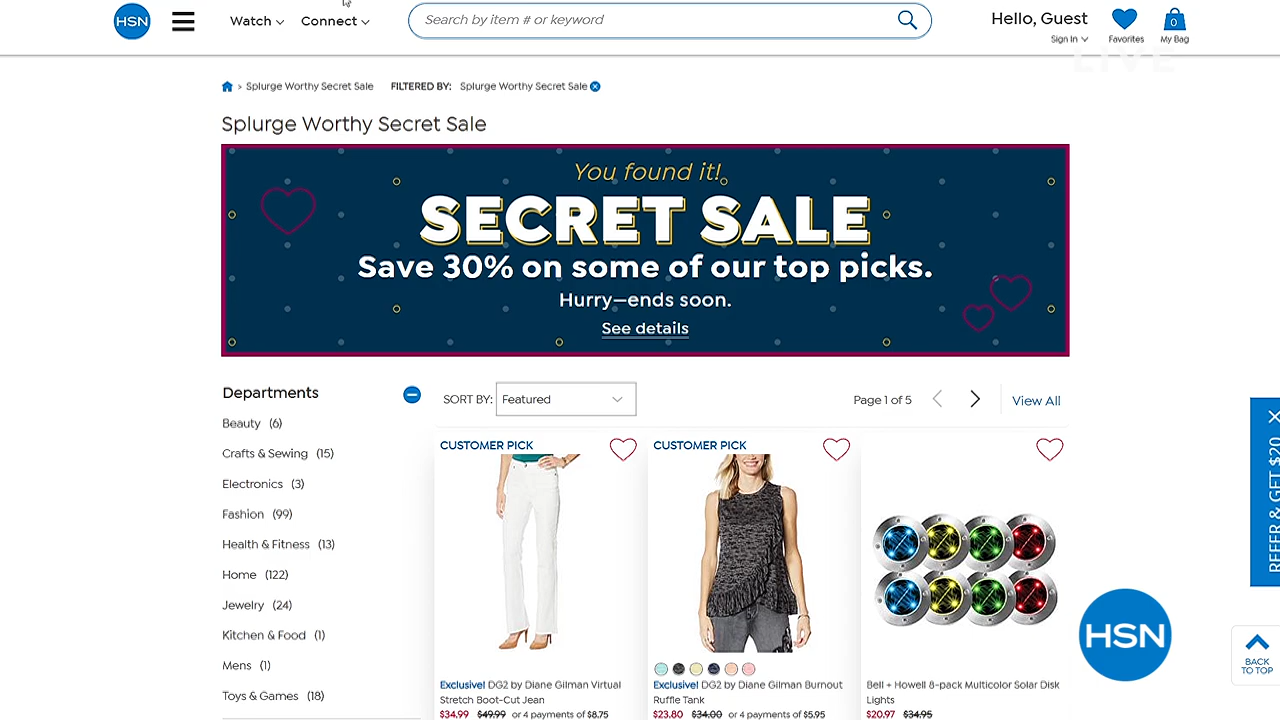 HSN
Watch
Connect
Search by item # or keyword
Hello, Guest
Sign In
Favorites
0
My Bag
LIVE
> Splurge Worthy Secret Sale FILTERED BY: Splurge Worthy Secret Sale
Splurge Worthy Secret Sale
You found it!
SECRET SALE
Save 30% on some of our top picks.
Hurry—ends soon.
See details
Departments
Beauty (6)
Crafts & Sewing (15)
Electronics (3)
Fashion (99)
Health & Fitness (13)
Home (122)
Jewelry (24)
Kitchen & Food (1)
Mens (1)
Toys & Games (18)
SORT BY: Featured
Page 1 of 5
View All
CUSTOMER PICK
Exclusive! DG2 by Diane Gilman Virtual
Stretch Boot-Cut Jean
$34.99 $49.99 or 4 payments of $8.75
CUSTOMER PICK
Exclusive! DG2 by Diane Gilman Burnout
Ruffle Tank
$23.80 $34.00 or 4 payments of $5.95
Bell + Howell 8-pack Multicolor Solar Disk
Lights
$20.97 $34.95
REFER & GET $20 X
HSN
BACK
TO TOP